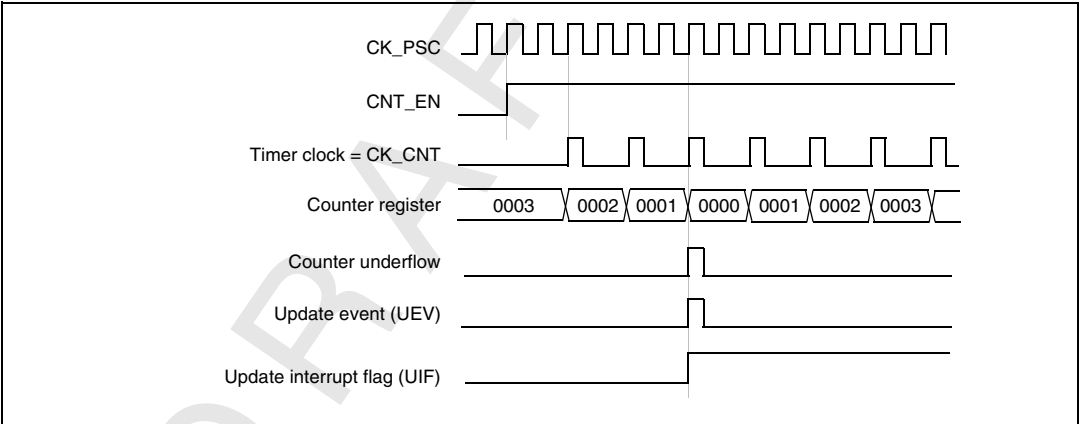 CK_PSC
CNT_EN
Timer clock = CK_CNT
Counter register 0003 0002 0001 0000 0001 0002 0003
Counter underflow
Update event (UEV)
Update interrupt flag (UIF)